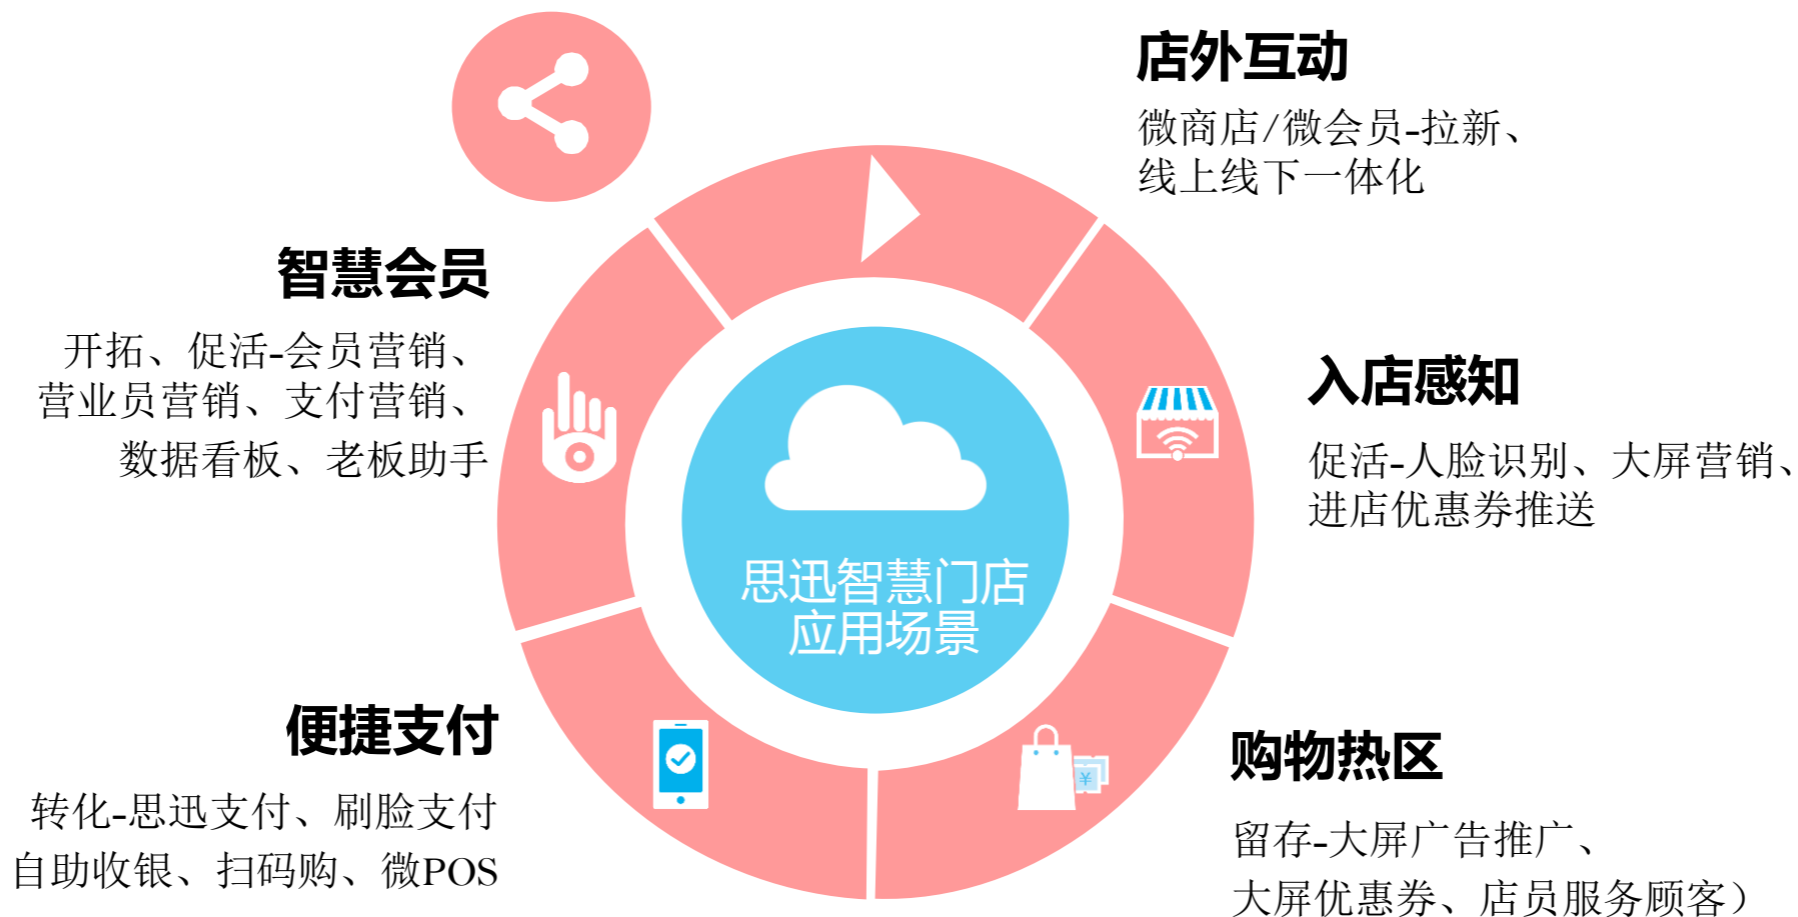 店外互动
微商店/微会员-拉新、
线上线下一体化
智慧会员
开拓、促活-会员营销、
营业员营销、支付营销、
数据看板、老板助手
入店感知
促活-人脸识别、大屏营销、
进店优惠券推送
思迅智慧门店
应用场景
便捷支付
转化-思迅支付、刷脸支付
自助收银、扫码购、微POS
¥
购物热区
留存-大屏广告推广、
大屏优惠券、店员服务顾客）